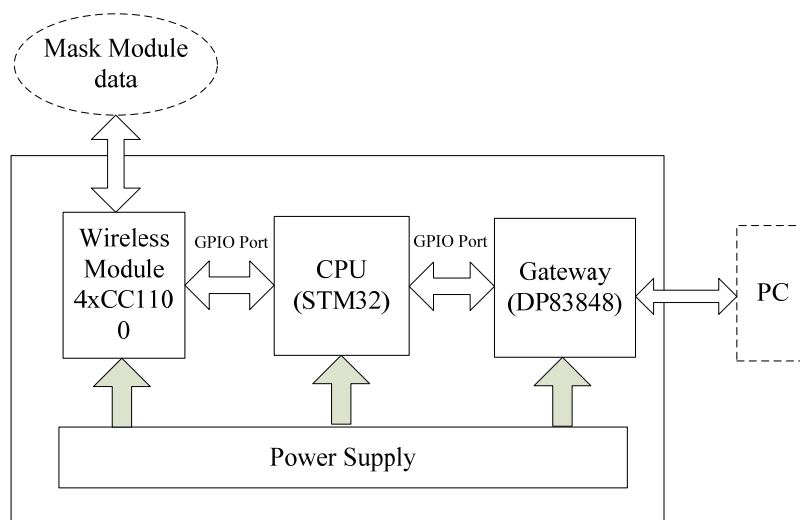 Mask Module
data
Wireless
Module
4xCC110
0
GPIO Port
CPU
(STM32)
GPIO Port
Gateway
(DP83848)
PC
Power Supply